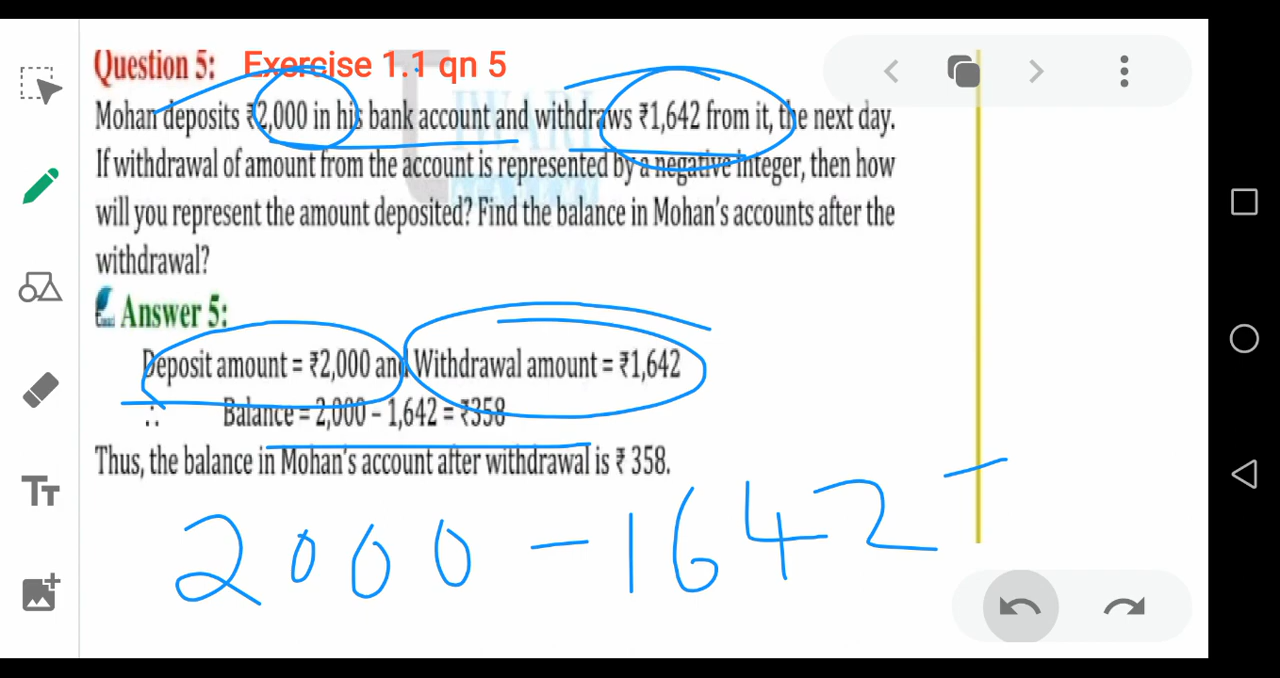 Question 5: Exercise 1.1 qn 5
Mohan deposits ₹2,000 in his bank account and withdraws ₹1,642 from it, the next day.
If withdrawal of amount from the account is represented by a negative integer, then how
will you represent the amount deposited? Find the balance in Mohan's accounts after the
withdrawal?
Answer 5:
Deposit amount = ₹2,000 and Withdrawal amount = ₹1,642
∴ Balance = 2,000 – 1,642 = ₹358
Thus, the balance in Mohan's account after withdrawal is ₹ 358.
2000 – 1642 –
TT